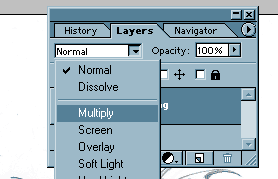 History Layers Navigator
Normal Opacity: 100%
Normal
Dissolve
Multiply
Screen
Overlay
Soft Light